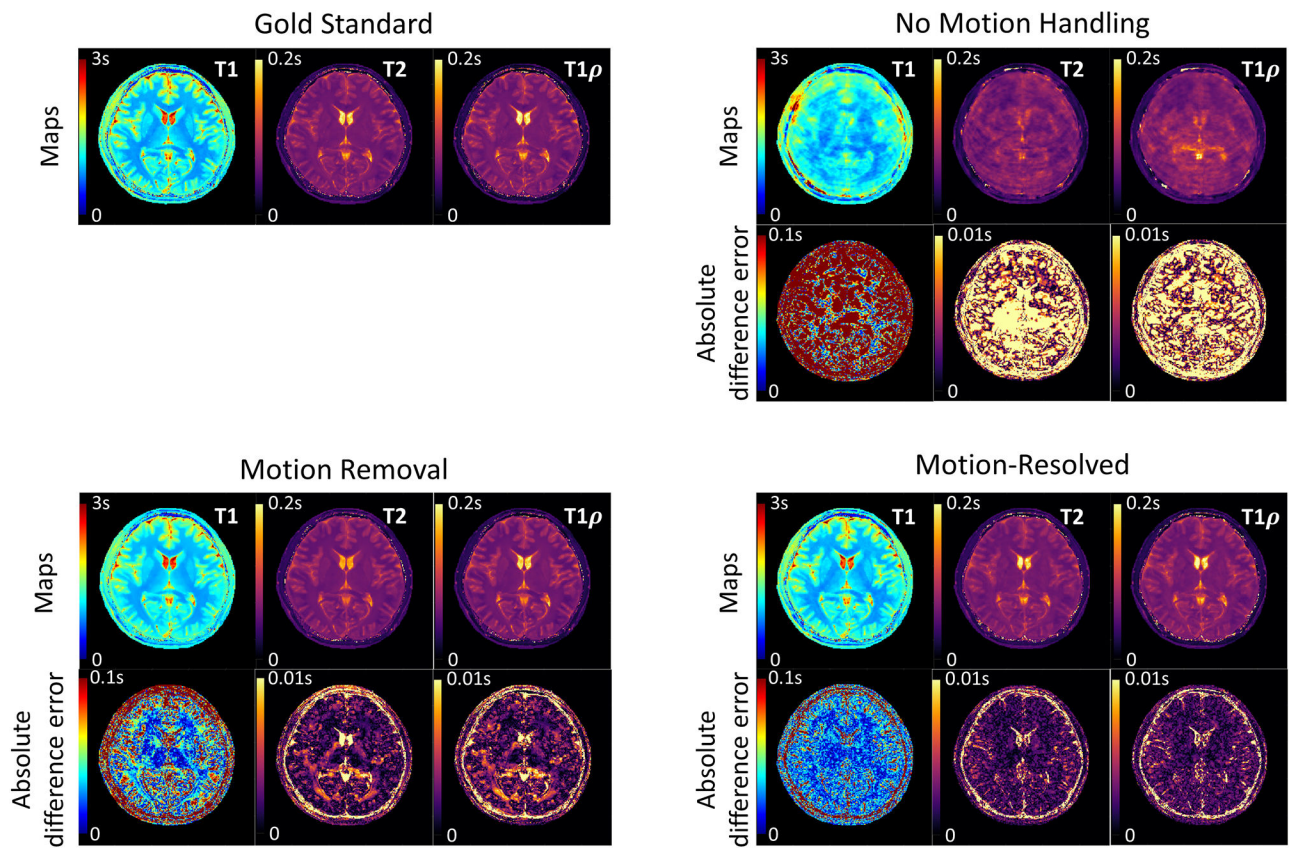 Gold Standard
Maps
3s
T1
0
0.2s
T2
0
0.2s
T1ρ
0
No Motion Handling
Maps
3s
T1
0
0.2s
T2
0
0.2s
T1ρ
0
Absolute
difference error
0.1s
0
0.01s
0
0.01s
0
Motion Removal
Maps
3s
T1
0
0.2s
T2
0
0.2s
T1ρ
0
Absolute
difference error
0.1s
0
0.01s
0
0.01s
0
Motion-Resolved
Maps
3s
T1
0
0.2s
T2
0
0.2s
T1ρ
0
Absolute
difference error
0.1s
0
0.01s
0
0.01s
0